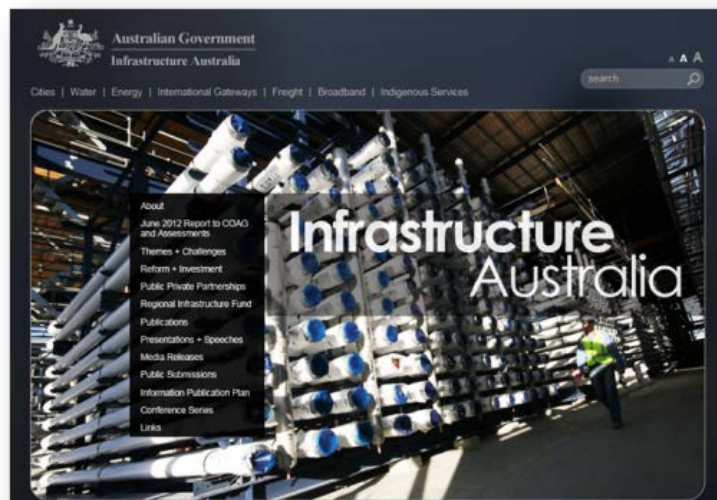 Australian Government
Infrastructure Australia
A A A
search
Cities | Water | Energy | International Gateways | Freight | Broadband | Indigenous Services
About
June 2012 Report to COAG
and Assessments
Themes + Challenges
Reform + Investment
Public Private Partnerships
Regional Infrastructure Fund
Publications
Presentations + Speeches
Media Releases
Public Submissions
Information Publication Plan
Conference Series
Links
Infrastructure
Australia